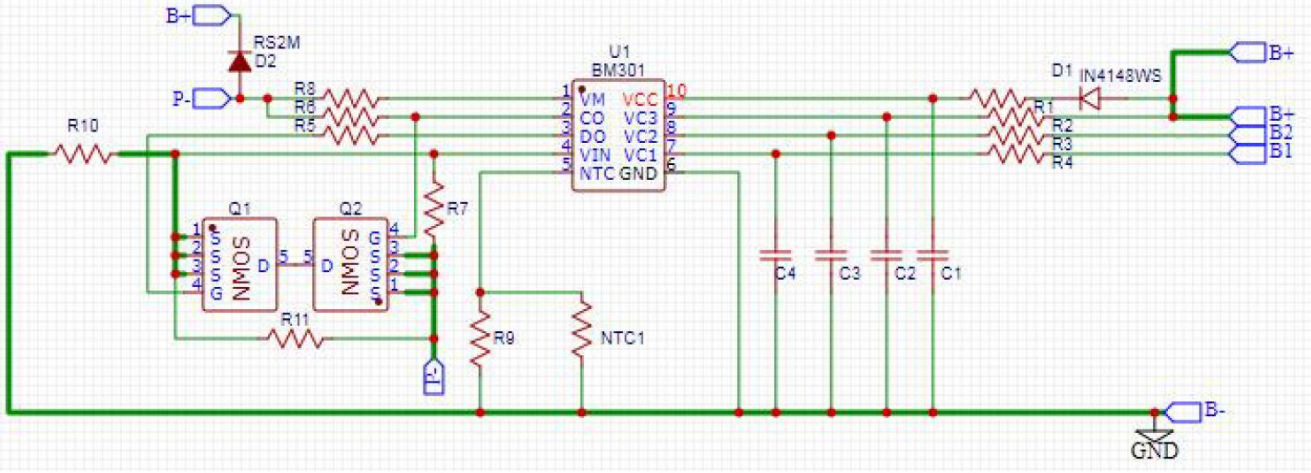 B+
RS2M
D2
P-
R8
R6
R5
R10
U1
BM301
1 VM VCC 10
2 CO VC3 9
3 DO VC2 8
4 VIN VC1 7
5 NTC GND 6
D1 IN4148WS
B+
R1
B+
R2
B2
R3
B1
R4
Q1
1 S
2 S
3 S
4 G
D 5
NMOS
Q2
5 D
G 4
S 3
S 2
S 1
NMOS
R7
R11
P-
R9
NTC1
C4
C3
C2
C1
B-
GND